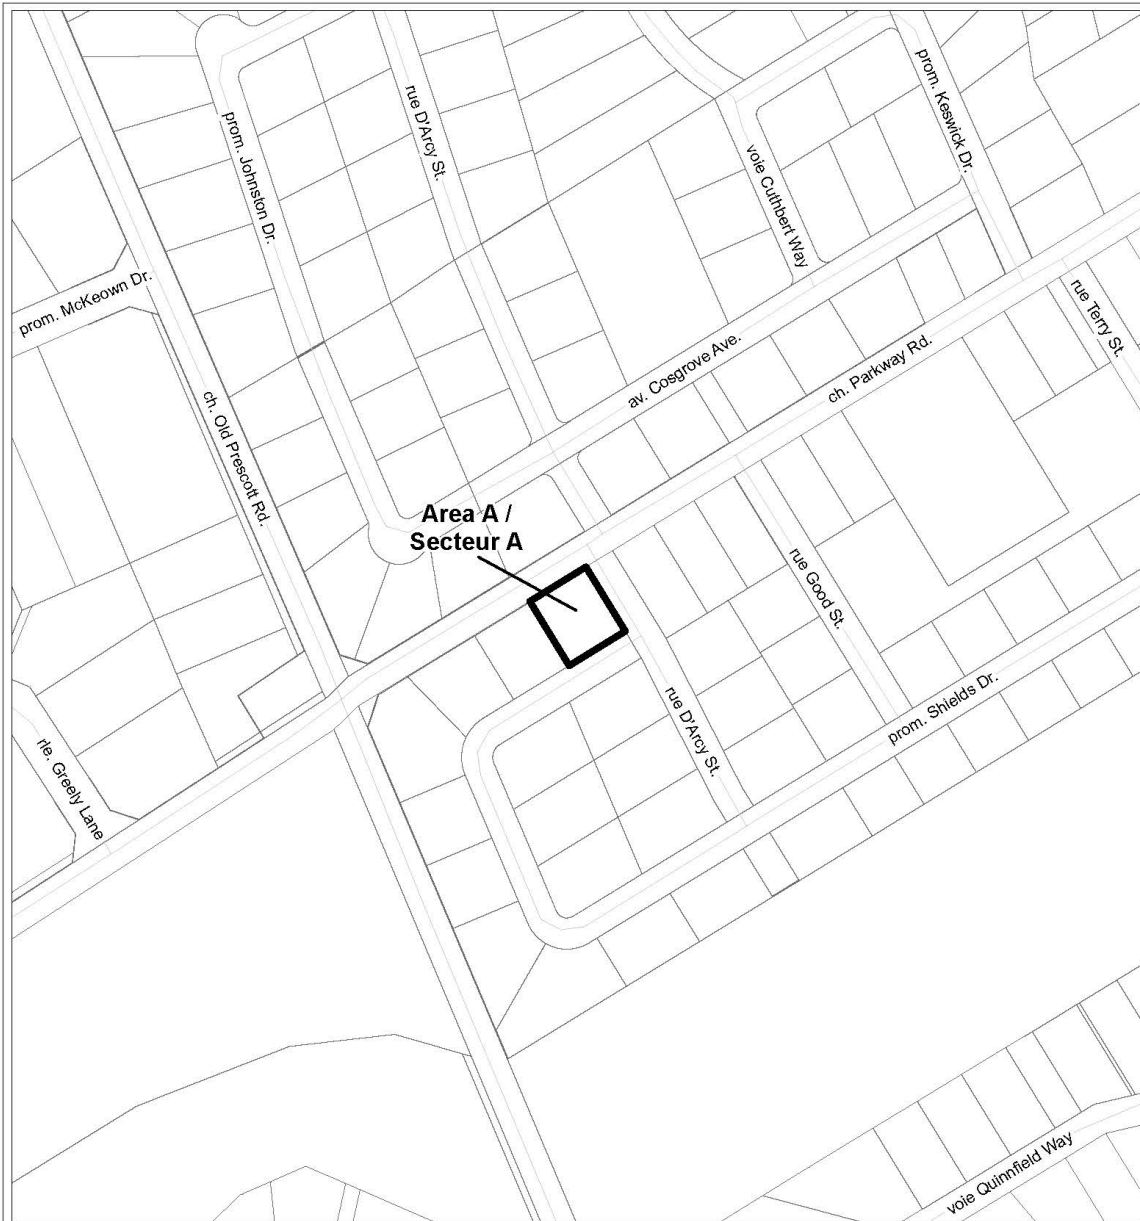 rue D'Arcy St.
prom. Keswick Dr.
prom. Johnston Dr.
voie Cuthbert Way
prom. McKeown Dr.
rue Terry St.
av. Cosgrove Ave.
ch. Parkway Rd.
ch. Old Prescott Rd.
Area A /
Secteur A
rue Good St.
rue D'Arcy St.
prom. Shields Dr.
rle. Greely Lane
voie Quinnfield Way